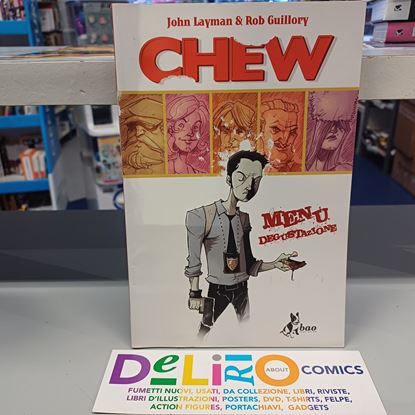 John Layman & Rob Guillory
CHEW
MENU
DEGUSTAZIONE
bao
DeLiRIO ABOUT COMICS
FUMETTI NUOVI, USATI, DA COLLEZIONE, LIBRI, RIVISTE,
LIBRI D'ILLUSTRAZIONI, POSTERS, DVD, T-SHIRTS, FELPE,
ACTION FIGURES, PORTACHIAVI, GADGETS